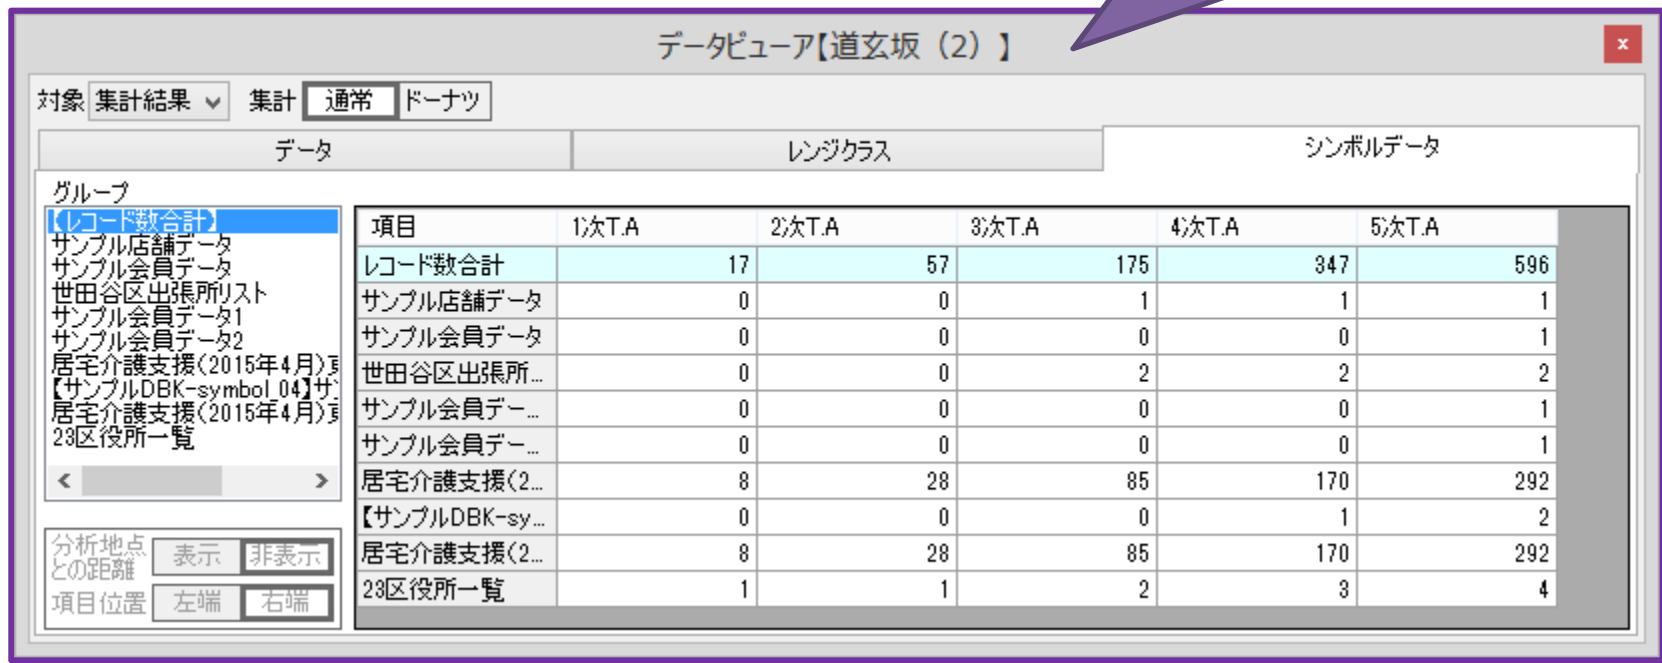 データビューア【道玄坂（2）】
x
対象 集計結果 集計 通常 ドーナツ
データ レンジクラス シンボルデータ
グループ
【レコード数合計】
サンプル店舗データ
サンプル会員データ
世田谷区出張所リスト
サンプル会員データ1
サンプル会員データ2
居宅介護支援(2015年4月)東
【サンプルDBK-symbol_04】サン
居宅介護支援(2015年4月)東
23区役所一覧
< >
分析地点との距離 表示 非表示
項目位置 左端 右端
項目 1次T.A 2次T.A 3次T.A 4次T.A 5次T.A
レコード数合計 17 57 175 347 596
サンプル店舗データ 0 0 1 1 1
サンプル会員データ 0 0 0 0 1
世田谷区出張所... 0 0 2 2 2
サンプル会員デー... 0 0 0 0 1
サンプル会員デー... 0 0 0 0 1
居宅介護支援(2... 8 28 85 170 292
【サンプルDBK-sy... 0 0 0 1 2
居宅介護支援(2... 8 28 85 170 292
23区役所一覧 1 1 2 3 4